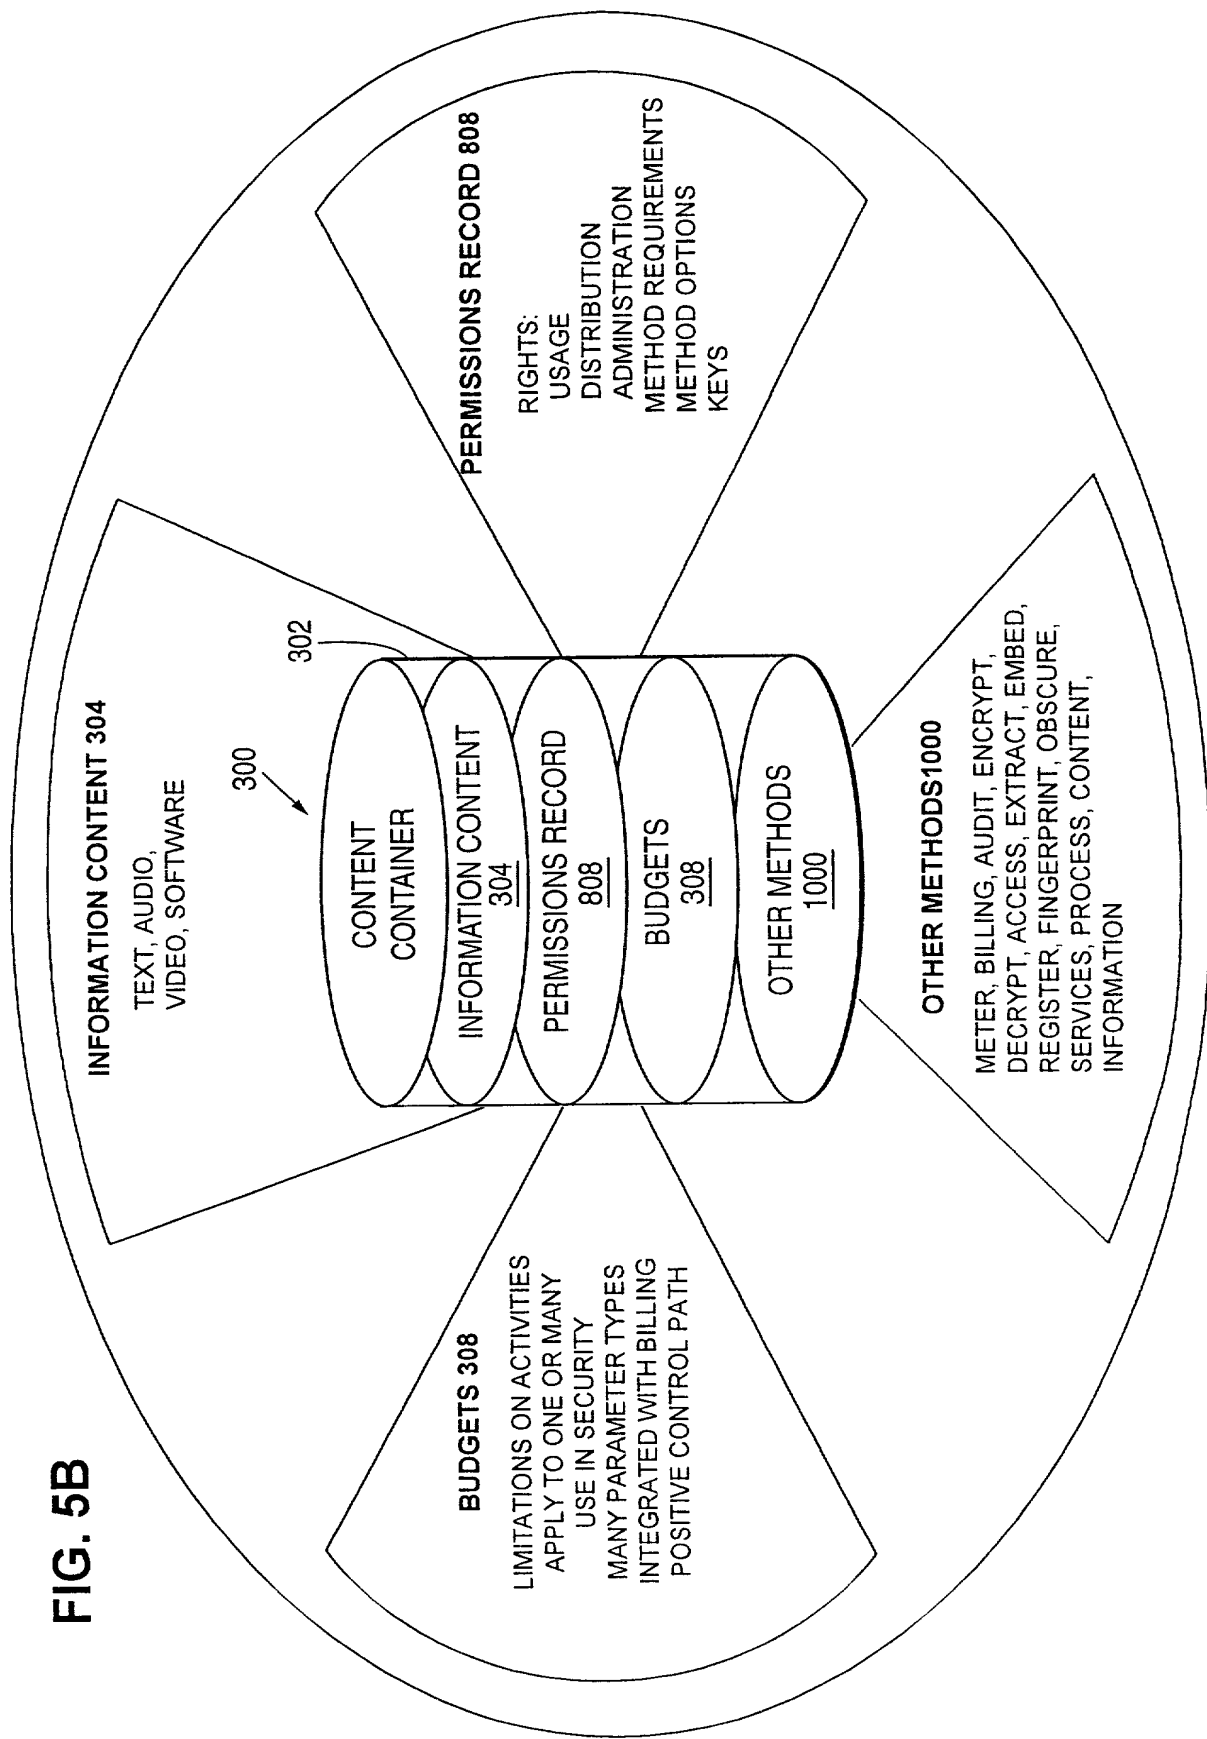 FIG. 5B
INFORMATION CONTENT 304
TEXT, AUDIO,
VIDEO, SOFTWARE
300
302
CONTENT
CONTAINER
INFORMATION CONTENT
304
PERMISSIONS RECORD
808
BUDGETS
308
OTHER METHODS
1000
BUDGETS 308
LIMITATIONS ON ACTIVITIES
APPLY TO ONE OR MANY
USE IN SECURITY
MANY PARAMETER TYPES
INTEGRATED WITH BILLING
POSITIVE CONTROL PATH
PERMISSIONS RECORD 808
RIGHTS:
USAGE
DISTRIBUTION
ADMINISTRATION
METHOD REQUIREMENTS
METHOD OPTIONS
KEYS
OTHER METHODS1000
METER, BILLING, AUDIT, ENCRYPT,
DECRYPT, ACCESS, EXTRACT, EMBED,
REGISTER, FINGERPRINT, OBSCURE,
SERVICES, PROCESS, CONTENT,
INFORMATION